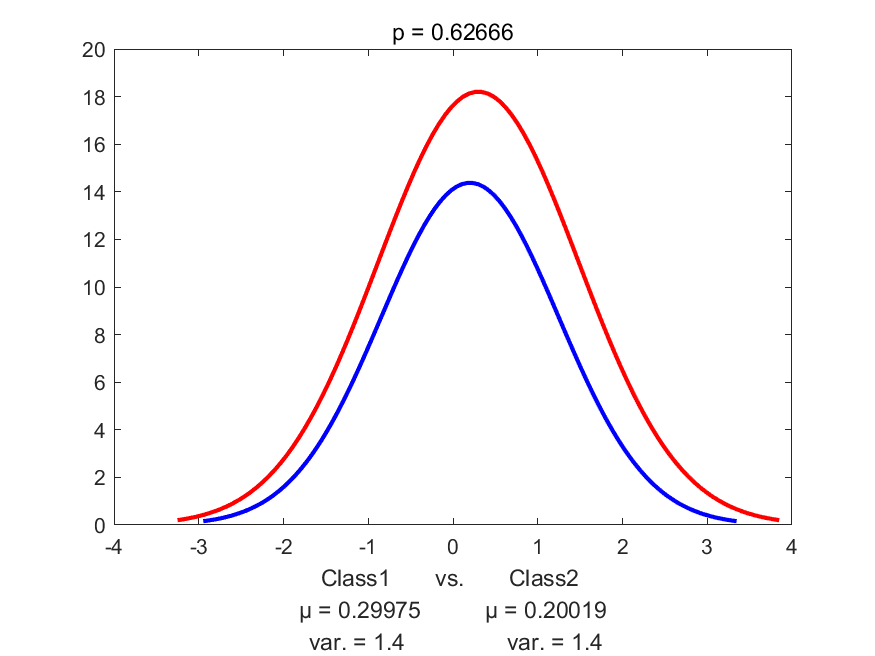 p = 0.62666
20
18
16
14
12
10
8
6
4
2
0
-4 -3 -2 -1 0 1 2 3 4
Class1 vs. Class2
μ = 0.29975 μ = 0.20019
var. = 1.4 var. = 1.4